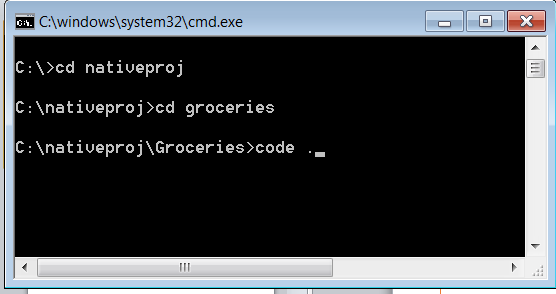 C:\windows\system32\cmd.exe
C:\>cd nativeproj
C:\nativeproj>cd groceries
C:\nativeproj\Groceries>code ._